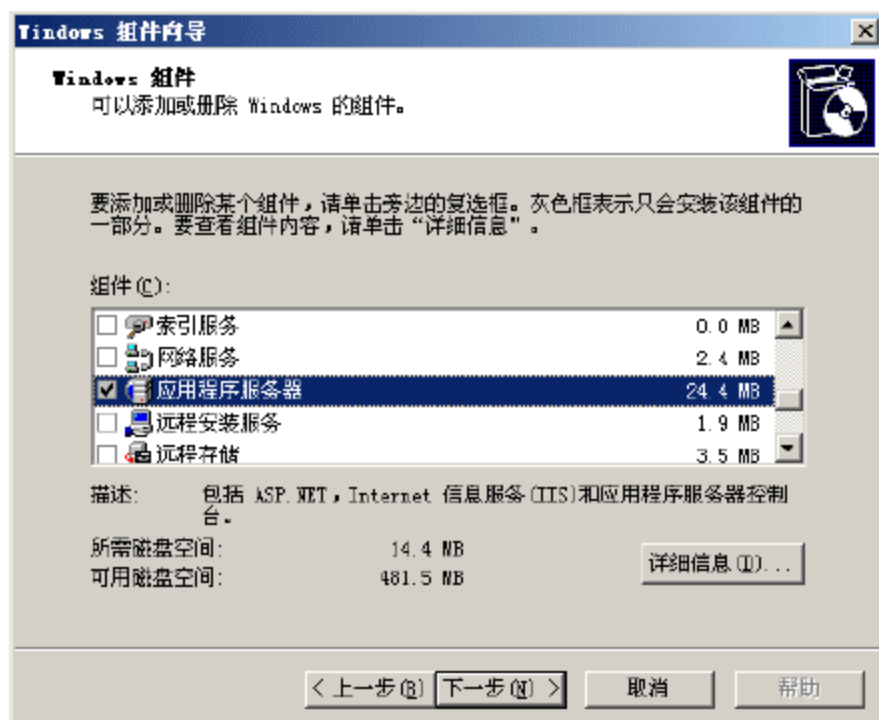 Windows 组件向导
Windows 组件
可以添加或删除 Windows 的组件。
要添加或删除某个组件，请单击旁边的复选框。灰色框表示只会安装该组件的
一部分。要查看组件内容，请单击“详细信息”。
组件(C):
索引服务 0.0 MB
网络服务 2.4 MB
应用程序服务器 24.4 MB
远程安装服务 1.9 MB
远程存储 3.5 MB
描述: 包括 ASP.NET，Internet 信息服务(IIS)和应用程序服务器控制
台。
所需磁盘空间: 14.4 MB
可用磁盘空间: 481.5 MB
详细信息(D)...
< 上一步(B) 下一步(N) > 取消 帮助